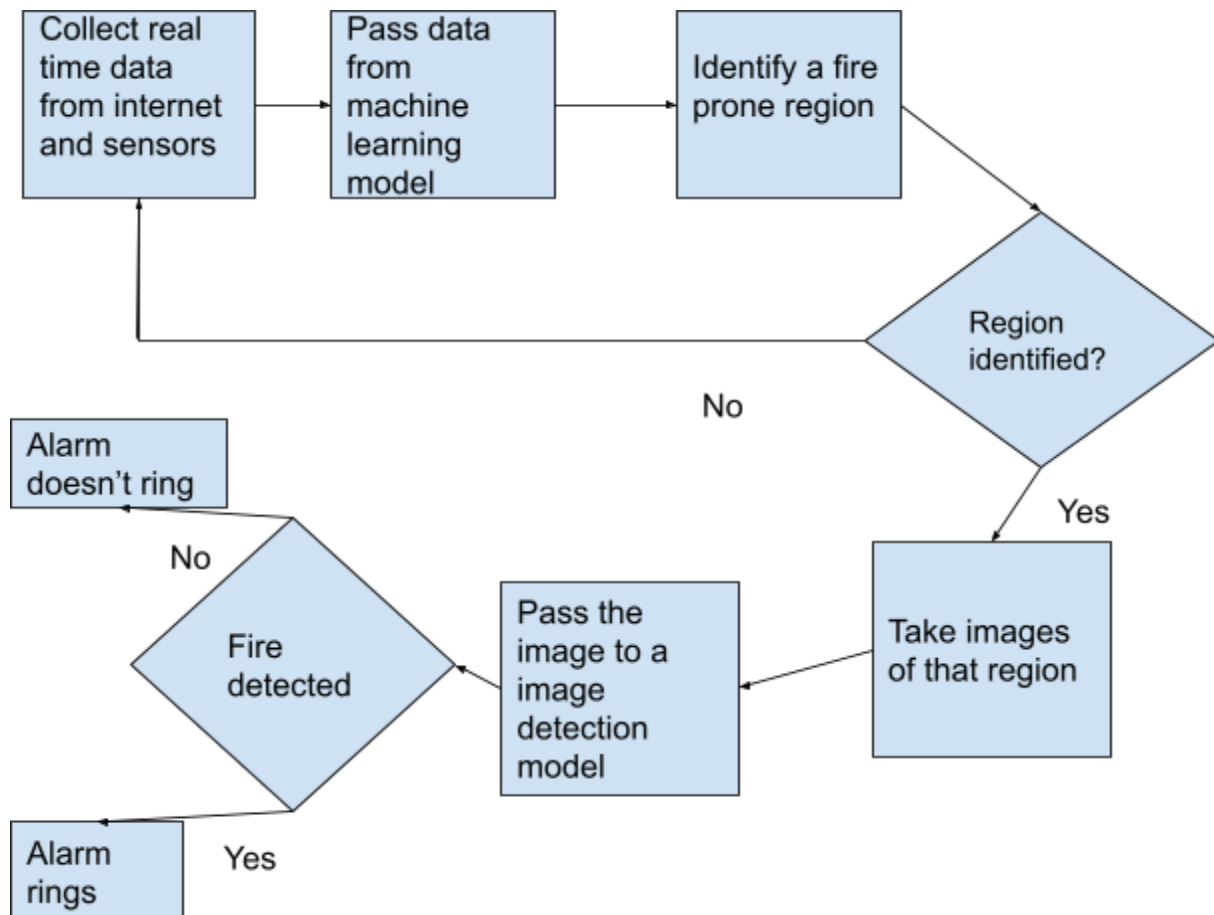 Collect real
time data
from internet
and sensors
Pass data
from
machine
learning
model
Identify a fire
prone region
Region
identified?
No
Yes
Take images
of that region
Pass the
image to a
image
detection
model
Fire
detected
No
Alarm
doesn’t ring
Yes
Alarm
rings